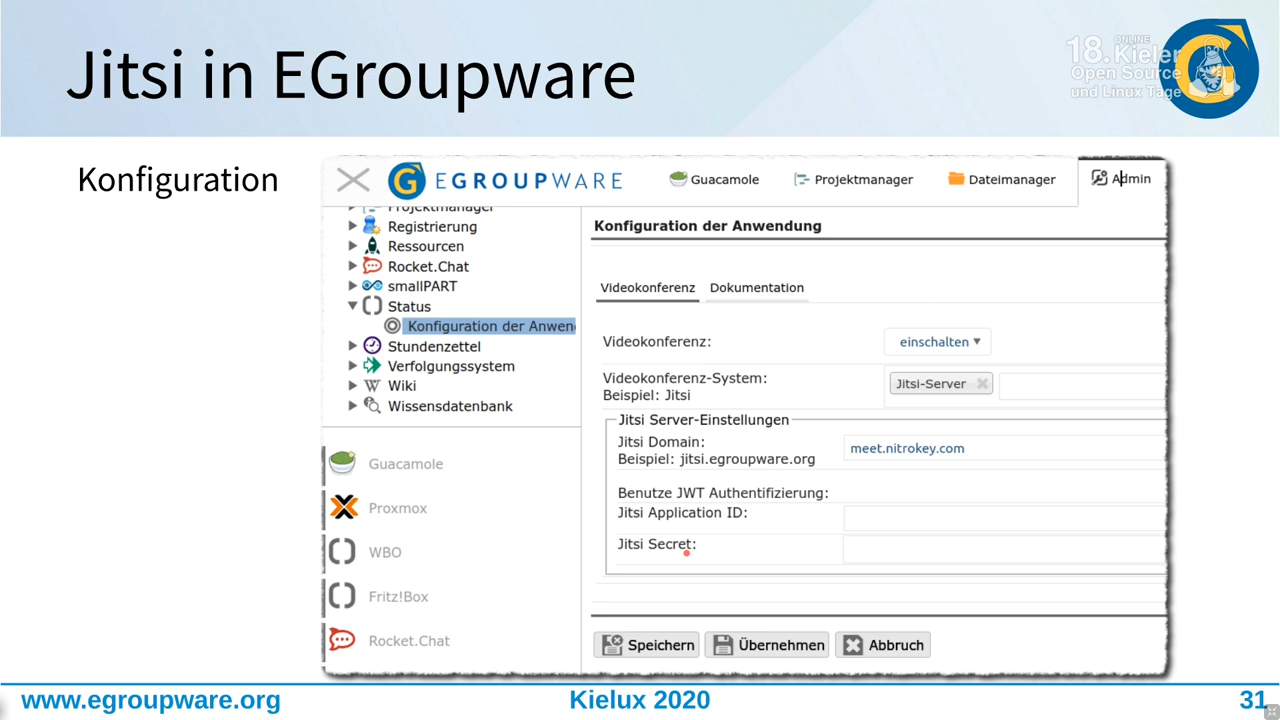 Jitsi in EGroupware
ONLINE
18. Kieler
Open Source
und Linux Tage
Konfiguration
EGROUPWARE
Guacamole
Projektmanager
Dateimanager
Admin
Projektmanager
Registrierung
Ressourcen
Rocket.Chat
smallPART
Status
Konfiguration der Anwen
Stundenzettel
Verfolgungssystem
Wiki
Wissensdatenbank
Guacamole
Proxmox
WBO
Fritz!Box
Rocket.Chat
Konfiguration der Anwendung
Videokonferenz
Dokumentation
Videokonferenz:
einschalten
Videokonferenz-System:
Beispiel: Jitsi
Jitsi-Server
Jitsi Server-Einstellungen
Jitsi Domain:
Beispiel: jitsi.egroupware.org
meet.nitrokey.com
Benutze JWT Authentifizierung:
Jitsi Application ID:
Jitsi Secret:
Speichern
Übernehmen
Abbruch
www.egroupware.org
Kielux 2020
31